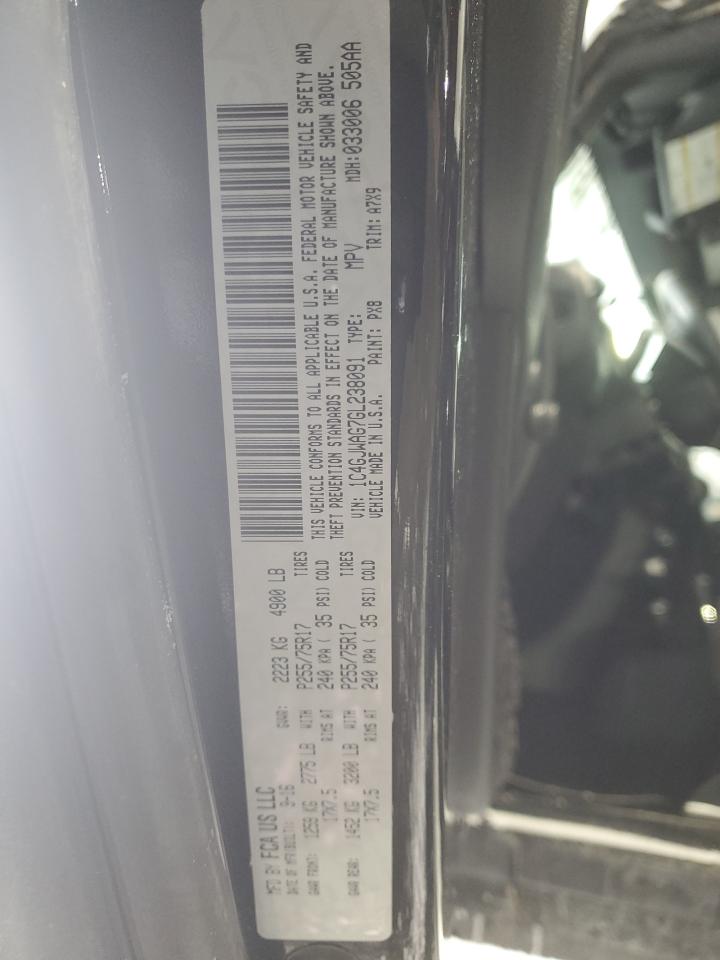 MFD BY FCA US LLC
DATE OF MFR(BUILT): 9-16 GVWR: 2223 KG 4900 LB
GAWR FRONT: 1259 KG 2775 LB WITH P255/75R17 TIRES
17X7.5 RIMS AT 240 KPA ( 35 PSI) COLD
GAWR REAR: 1452 KG 3200 LB WITH P255/75R17 TIRES
17X7.5 RIMS AT 240 KPA ( 35 PSI) COLD
THIS VEHICLE CONFORMS TO ALL APPLICABLE U.S.A. FEDERAL MOTOR VEHICLE SAFETY AND
THEFT PREVENTION STANDARDS IN EFFECT ON THE DATE OF MANUFACTURE SHOWN ABOVE.
VIN: 1C4GJWAG7GL238091 TYPE: MPV MDH:033006 505AA
VEHICLE MADE IN U.S.A. PAINT: PX8 TRIM: A7X9